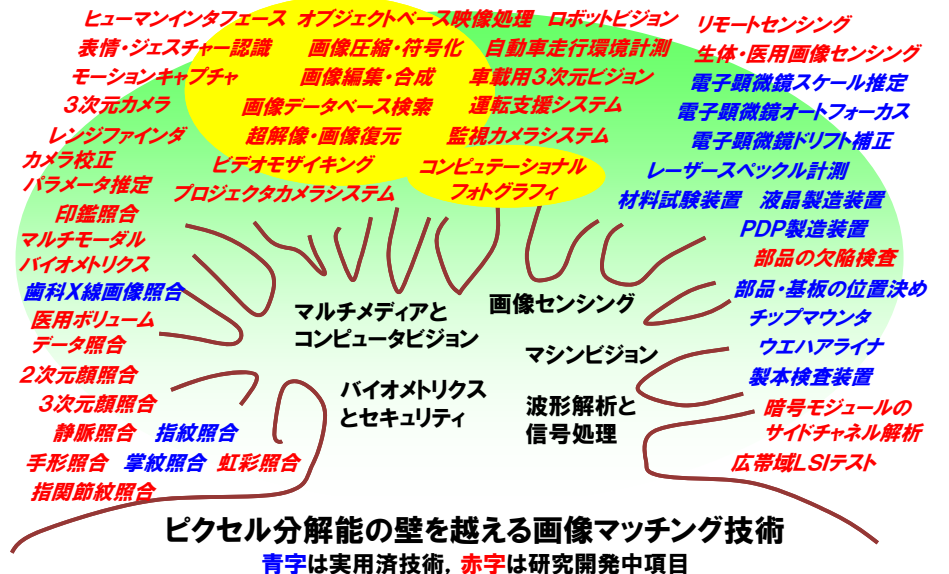 ヒューマンインタフェース オブジェクトベース映像処理 ロボットビジョン リモートセンシング
表情・ジェスチャー認識 画像圧縮・符号化 自動車走行環境計測 生体・医用画像センシング
モーションキャプチャ 画像編集・合成 車載用3次元ビジョン 電子顕微鏡スケール推定
3次元カメラ 画像データベース検索 運転支援システム 電子顕微鏡オートフォーカス
レンジファインダ 超解像・画像復元 監視カメラシステム 電子顕微鏡ドリフト補正
カメラ校正 ビデオモザイキング コンピュテーショナル レーザースペックル計測
パラメータ推定 プロジェクタカメラシステム フォトグラフィ 材料試験装置 液晶製造装置
印鑑照合 PDP製造装置
マルチモーダル 部品の欠陥検査
バイオメトリクス
歯科X線画像照合 部品・基板の位置決め
医用ボリューム マルチメディアと 画像センシング チップマウンタ
データ照合 コンピュータビジョン マシンビジョン ウエハアライナ
2次元顔照合 バイオメトリクス 製本検査装置
3次元顔照合 とセキュリティ 波形解析と 暗号モジュールの
静脈照合 指紋照合 信号処理 サイドチャネル解析
手形照合 掌紋照合 虹彩照合 広帯域LSIテスト
指関節紋照合
ピクセル分解能の壁を越える画像マッチング技術
青字は実用済技術, 赤字は研究開発中項目